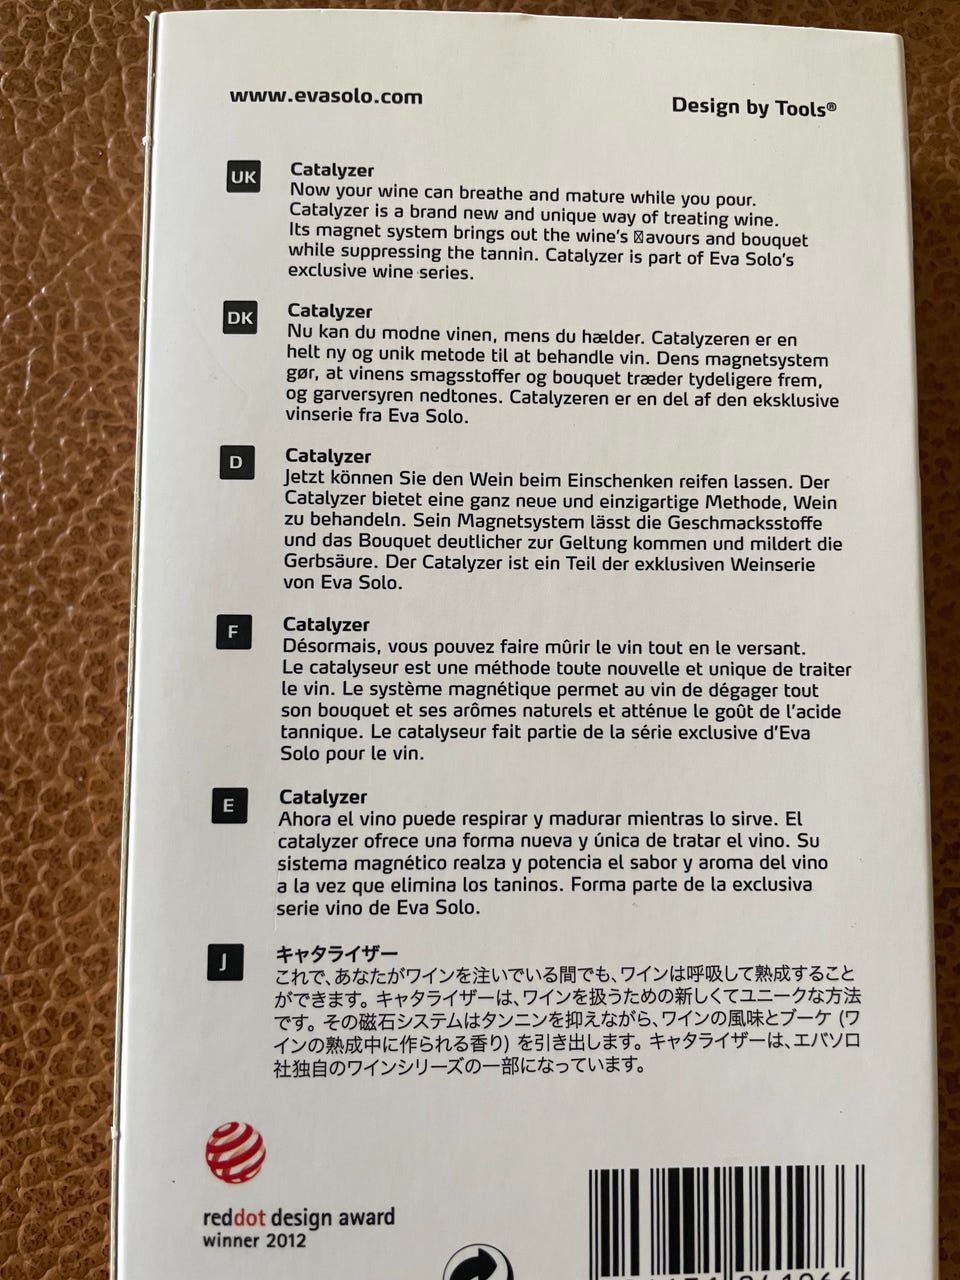 www.evasolo.com
Design by Tools®
UK
Catalyzer
Now your wine can breathe and mature while you pour.
Catalyzer is a brand new and unique way of treating wine.
Its magnet system brings out the wine's ☒avours and bouquet
while suppressing the tannin. Catalyzer is part of Eva Solo's
exclusive wine series.
DK
Catalyzer
Nu kan du modne vinen, mens du hælder. Catalyzeren er en
helt ny og unik metode til at behandle vin. Dens magnetsystem
gør, at vinens smagsstoffer og bouquet træder tydeligere frem,
og garversyren nedtones. Catalyzeren er en del af den eksklusive
vinserie fra Eva Solo.
D
Catalyzer
Jetzt können Sie den Wein beim Einschenken reifen lassen. Der
Catalyzer bietet eine ganz neue und einzigartige Methode, Wein
zu behandeln. Sein Magnetsystem lässt die Geschmacksstoffe
und das Bouquet deutlicher zur Geltung kommen und mildert die
Gerbsäure. Der Catalyzer ist ein Teil der exklusiven Weinserie
von Eva Solo.
F
Catalyzer
Désormais, vous pouvez faire mûrir le vin tout en le versant.
Le catalyseur est une méthode toute nouvelle et unique de traiter
le vin. Le système magnétique permet au vin de dégager tout
son bouquet et ses arômes naturels et atténue le goût de l'acide
tannique. Le catalyseur fait partie de la série exclusive d'Eva
Solo pour le vin.
E
Catalyzer
Ahora el vino puede respirar y madurar mientras lo sirve. El
catalyzer ofrece una forma nueva y única de tratar el vino. Su
sistema magnético realza y potencia el sabor y aroma del vino
a la vez que elimina los taninos. Forma parte de la exclusiva
serie vino de Eva Solo.
J
キャタライザー
これで、あなたがワインを注いでいる間でも、ワインは呼吸して熟成すること
ができます。キャタライザーは、ワインを扱うための新しくてユニークな方法
です。その磁石システムはタンニンを抑えながら、ワインの風味とブーケ (ワ
インの熟成中に作られる香り) を引き出します。キャタライザーは、エバソロ
社独自のワインシリーズの一部になっています。
reddot design award
winner 2012